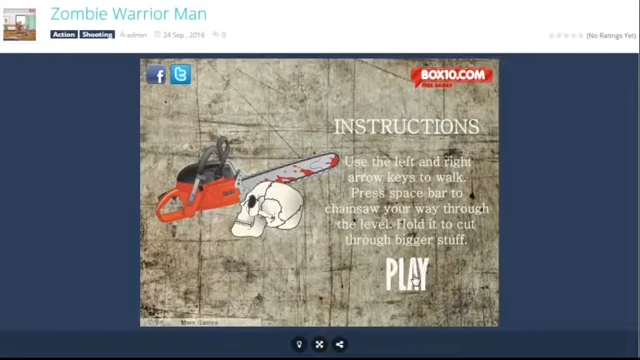 Zombie Warrior Man
Action Shooting admin 24 Sep , 2016 0 (No Ratings Yet)
f t BOX10.COM
FREE GAMES
INSTRUCTIONS
Use the left and right
arrow keys to walk.
Press space bar to
chainsaw your way through
the level. Hold it to cut
through bigger stuff.
PLAY
More Games